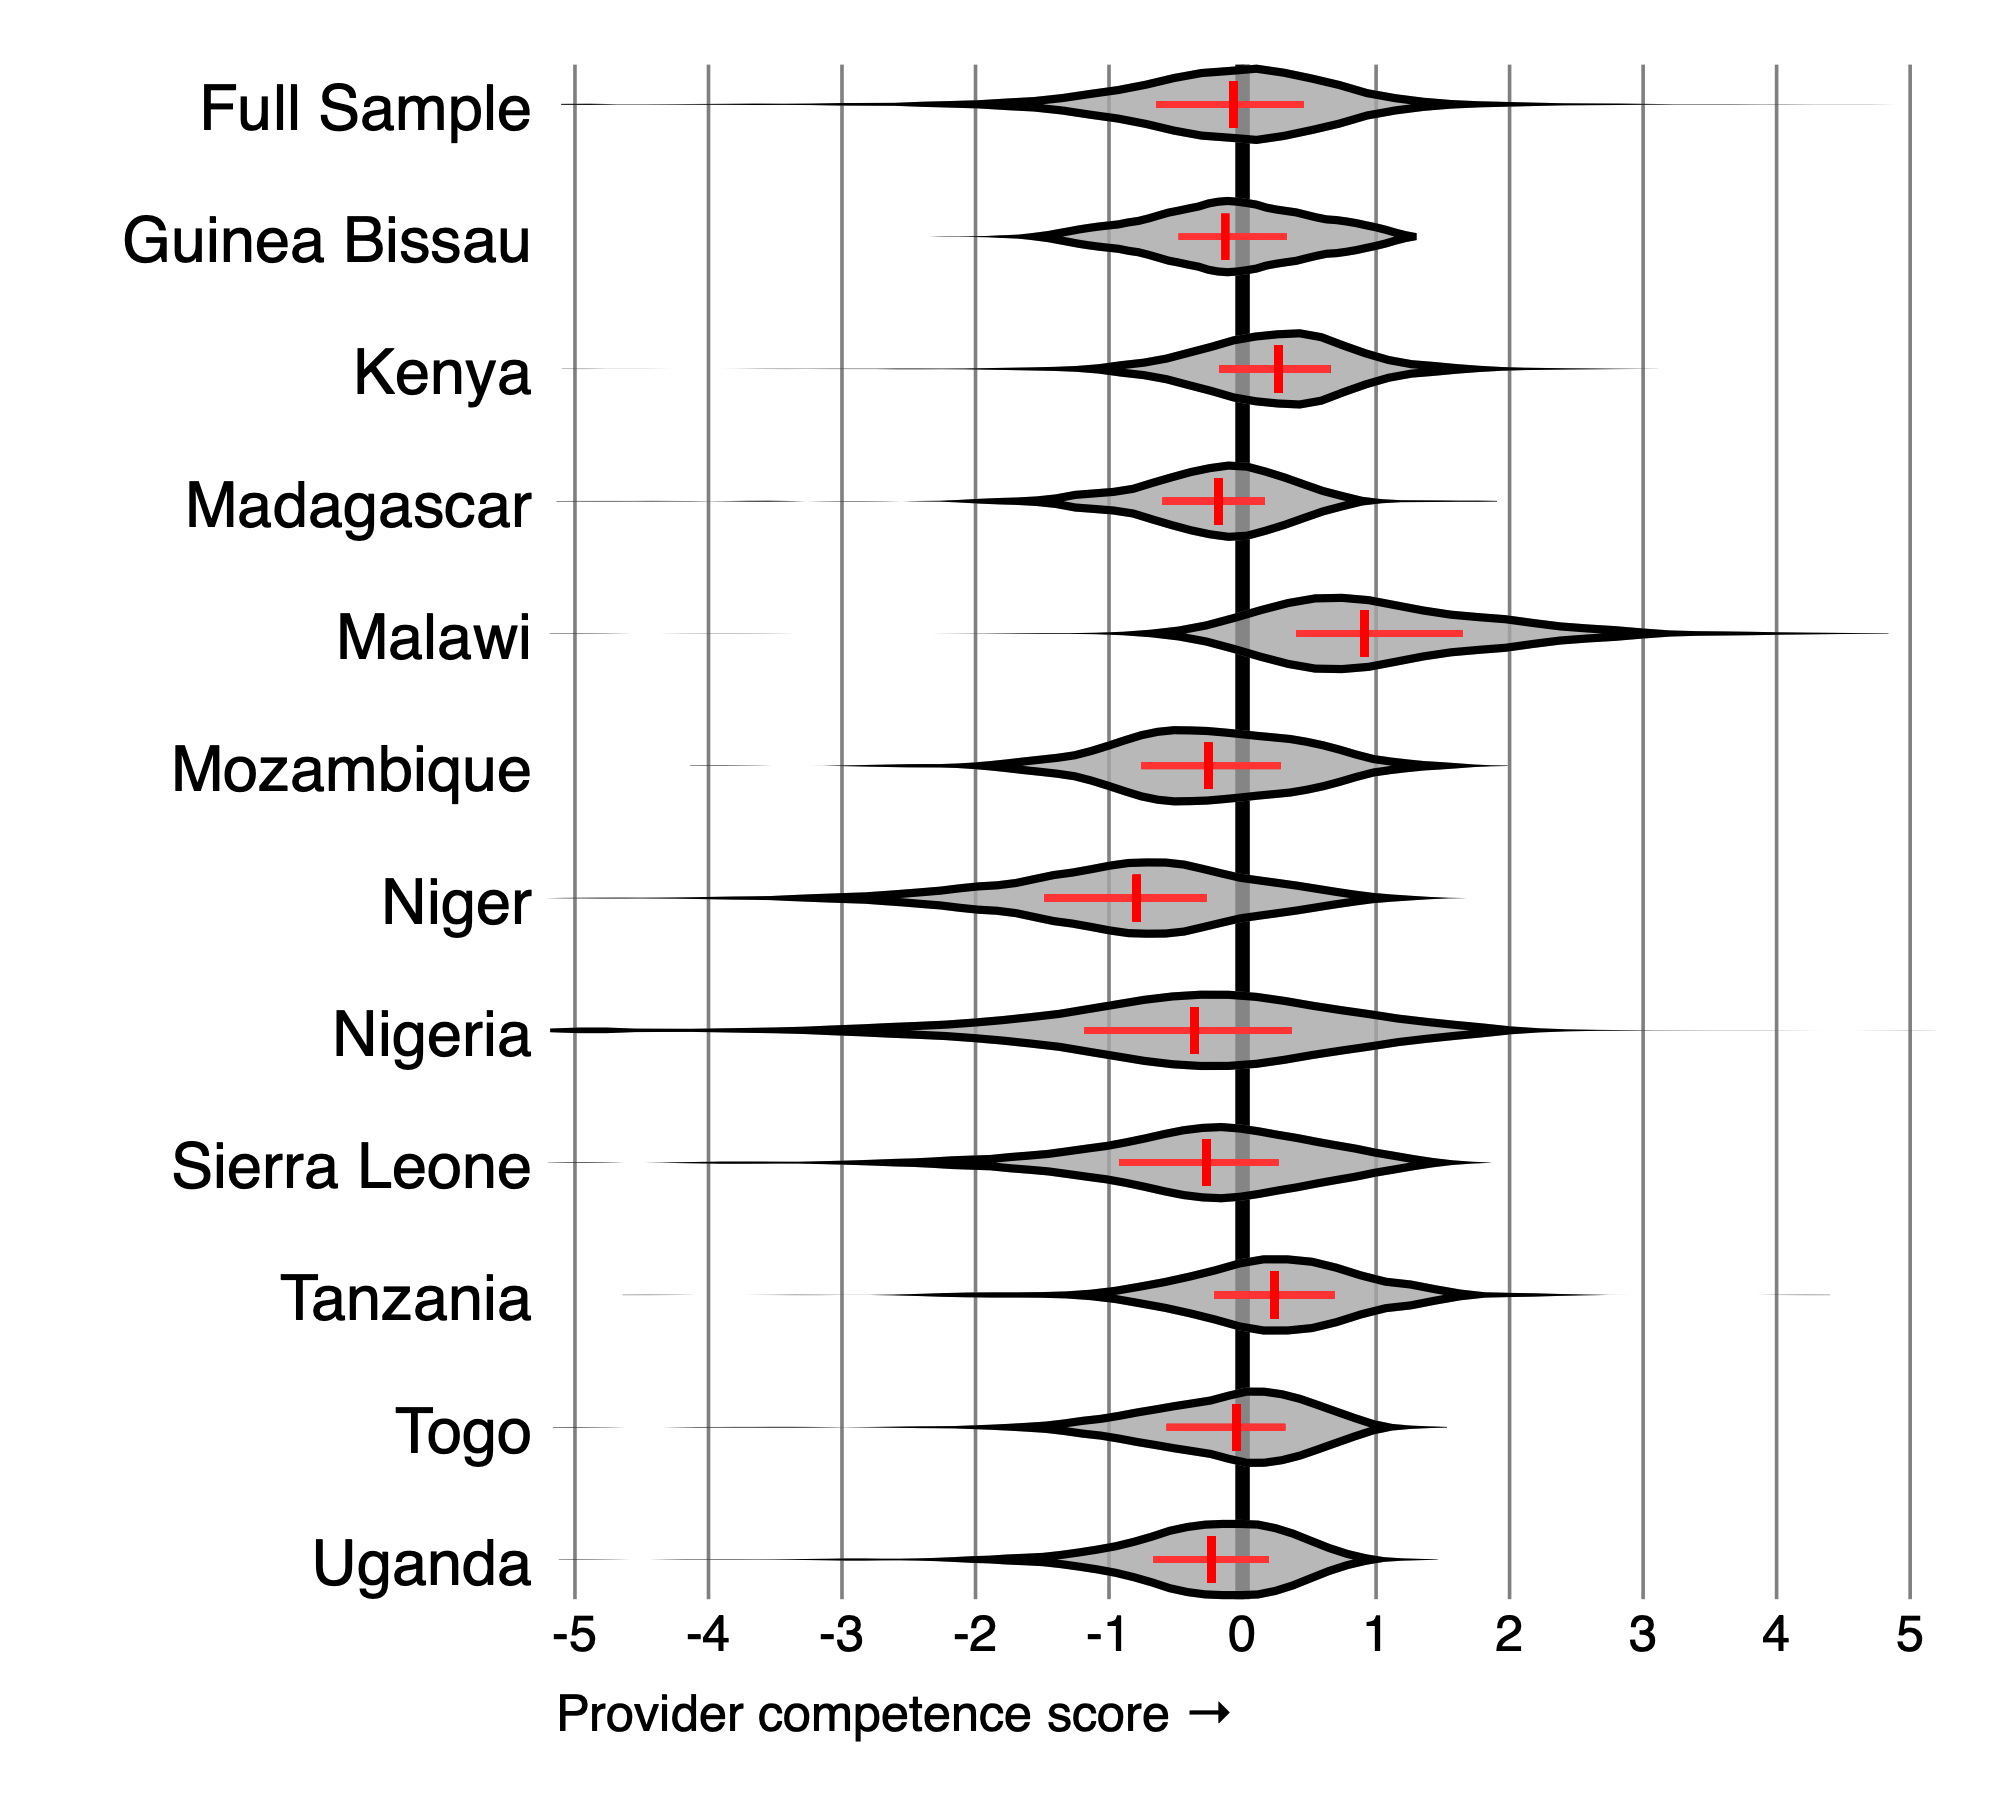 Full Sample
Guinea Bissau
Kenya
Madagascar
Malawi
Mozambique
Niger
Nigeria
Sierra Leone
Tanzania
Togo
Uganda
-5 -4 -3 -2 -1 0 1 2 3 4 5
Provider competence score →